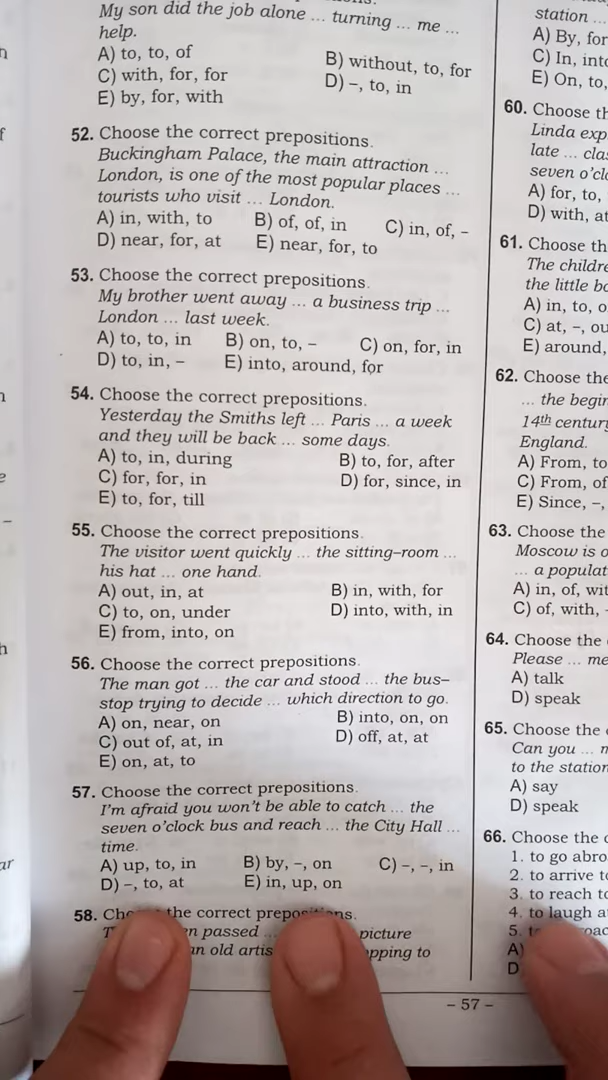 My son did the job alone ... turning ... me ...
help.
A) to, to, of
B) without, to, for
C) with, for, for
D) –, to, in
E) by, for, with
52. Choose the correct prepositions.
Buckingham Palace, the main attraction ...
London, is one of the most popular places ...
tourists who visit ... London.
A) in, with, to B) of, of, in C) in, of, –
D) near, for, at E) near, for, to
53. Choose the correct prepositions.
My brother went away ... a business trip ...
London ... last week.
A) to, to, in B) on, to, – C) on, for, in
D) to, in, – E) into, around, for
54. Choose the correct prepositions.
Yesterday the Smiths left ... Paris ... a week
and they will be back ... some days.
A) to, in, during B) to, for, after
C) for, for, in D) for, since, in
E) to, for, till
55. Choose the correct prepositions.
The visitor went quickly ... the sitting–room ...
his hat ... one hand.
A) out, in, at B) in, with, for
C) to, on, under D) into, with, in
E) from, into, on
56. Choose the correct prepositions.
The man got ... the car and stood ... the bus–
stop trying to decide ... which direction to go.
A) on, near, on B) into, on, on
C) out of, at, in D) off, at, at
E) on, at, to
57. Choose the correct prepositions.
I'm afraid you won't be able to catch ... the
seven o'clock bus and reach ... the City Hall ...
time.
A) up, to, in B) by, –, on C) –, –, in
D) –, to, at E) in, up, on
58. the correct prepositions.
passed ... picture
an old
to
station ...
A) By, for
C) In,
E) On, to,
60. Choose
Linda
late ...
seven
A) for, to,
D) with, at
61. Choose
The
the little
A) in, to,
C) at, –,
E) around,
62. Choose the
... the
14th century
England.
A) From, to
C) From, of
E) Since, –,
63. Choose the
Moscow is
... a
A) in, of,
C) of, with,
64. Choose the
Please ... me
A) talk
D) speak
65. Choose the
Can you ...
to the station
A) say
D) speak
66. Choose the
1. to go
2. to arrive
3. to reach
4. to laugh
5.
A)
D
– 57 –